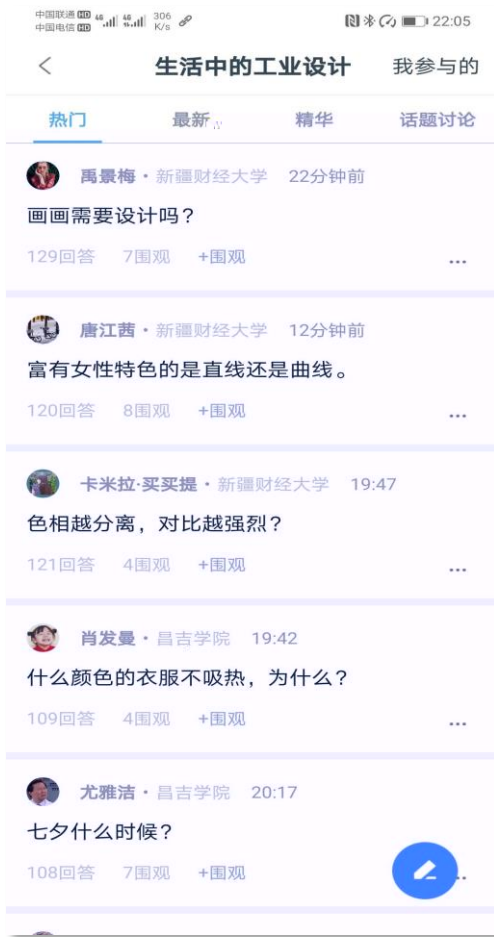 中国联通 HD 4G 4G 306 22:05
中国电信 HD K/s
生活中的工业设计 我参与的
热门 最新 精华 话题讨论
禹景梅·新疆财经大学 22分钟前
画画需要设计吗？
129回答 7围观 +围观 ...
唐江茜·新疆财经大学 12分钟前
富有女性特色的是直线还是曲线。
120回答 8围观 +围观 ...
卡米拉·买买提·新疆财经大学 19:47
色相越分离，对比越强烈？
121回答 4围观 +围观 ...
肖发曼·昌吉学院 19:42
什么颜色的衣服不吸热，为什么？
109回答 4围观 +围观 ...
尤雅洁·昌吉学院 20:17
七夕什么时候？
108回答 7围观 +围观